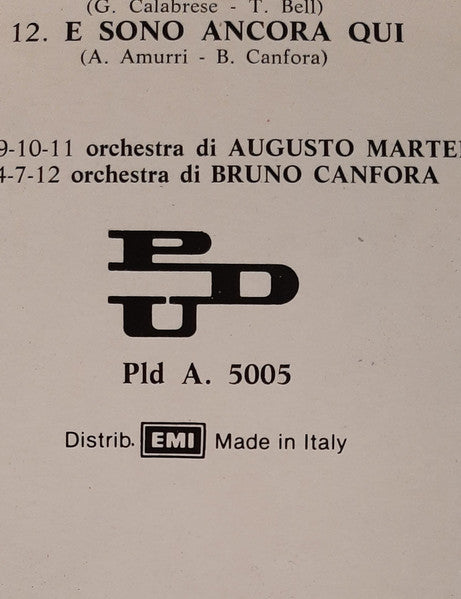 (G. Calabrese - T. Bell)
12. E SONO ANCORA QUI
(A. Amurri - B. Canfora)
9-10-11 orchestra di AUGUSTO MARTE
4-7-12 orchestra di BRUNO CANFORA
PDU
Pld A. 5005
Distrib. EMI Made in Italy